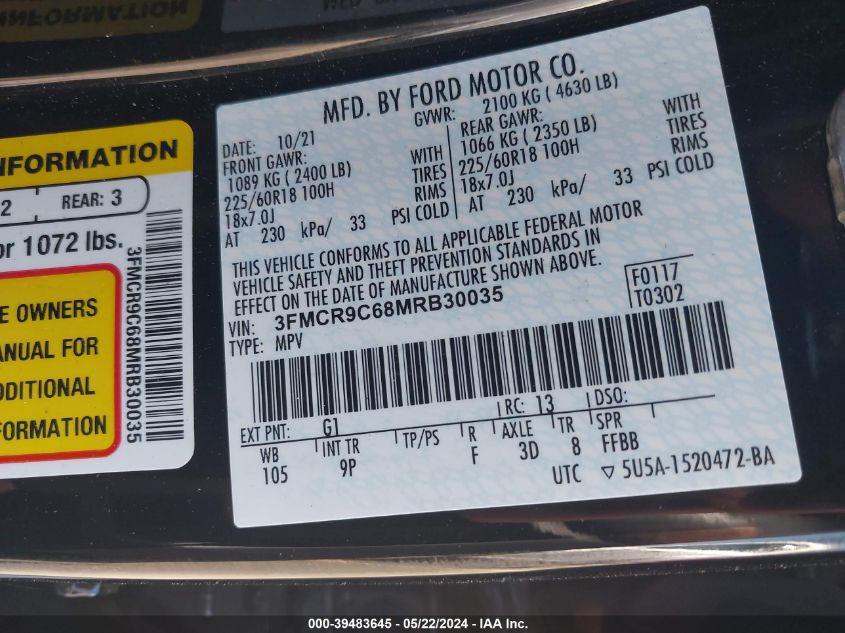 INFORMATION
NFORMATION
2 REAR: 3
or 1072 lbs.
E OWNERS
ANUAL FOR
DDITIONAL
FORMATION
3FMCR9C68MRB30035
MFD. BY FORD MOTOR CO.
DATE: 10/21 GVWR: 2100 KG ( 4630 LB)
FRONT GAWR: REAR GAWR:
1089 KG ( 2400 LB) WITH 1066 KG ( 2350 LB) WITH
225/60R18 100H TIRES 225/60R18 100H TIRES
18x7.0J RIMS 18x7.0J RIMS
AT 230 kPa/ 33 PSI COLD AT 230 kPa/ 33 PSI COLD
THIS VEHICLE CONFORMS TO ALL APPLICABLE FEDERAL MOTOR
VEHICLE SAFETY AND THEFT PREVENTION STANDARDS IN
EFFECT ON THE DATE OF MANUFACTURE SHOWN ABOVE.
VIN: 3FMCR9C68MRB30035 F0117
TYPE: MPV T0302
EXT PNT: G1 RC: 13 DSO:
WB INT TR TP/PS R AXLE TR SPR
105 9P F 3D 8 FFBB
UTC ▽ 5U5A-1520472-BA
000-39483645 - 05/22/2024 - IAA Inc.